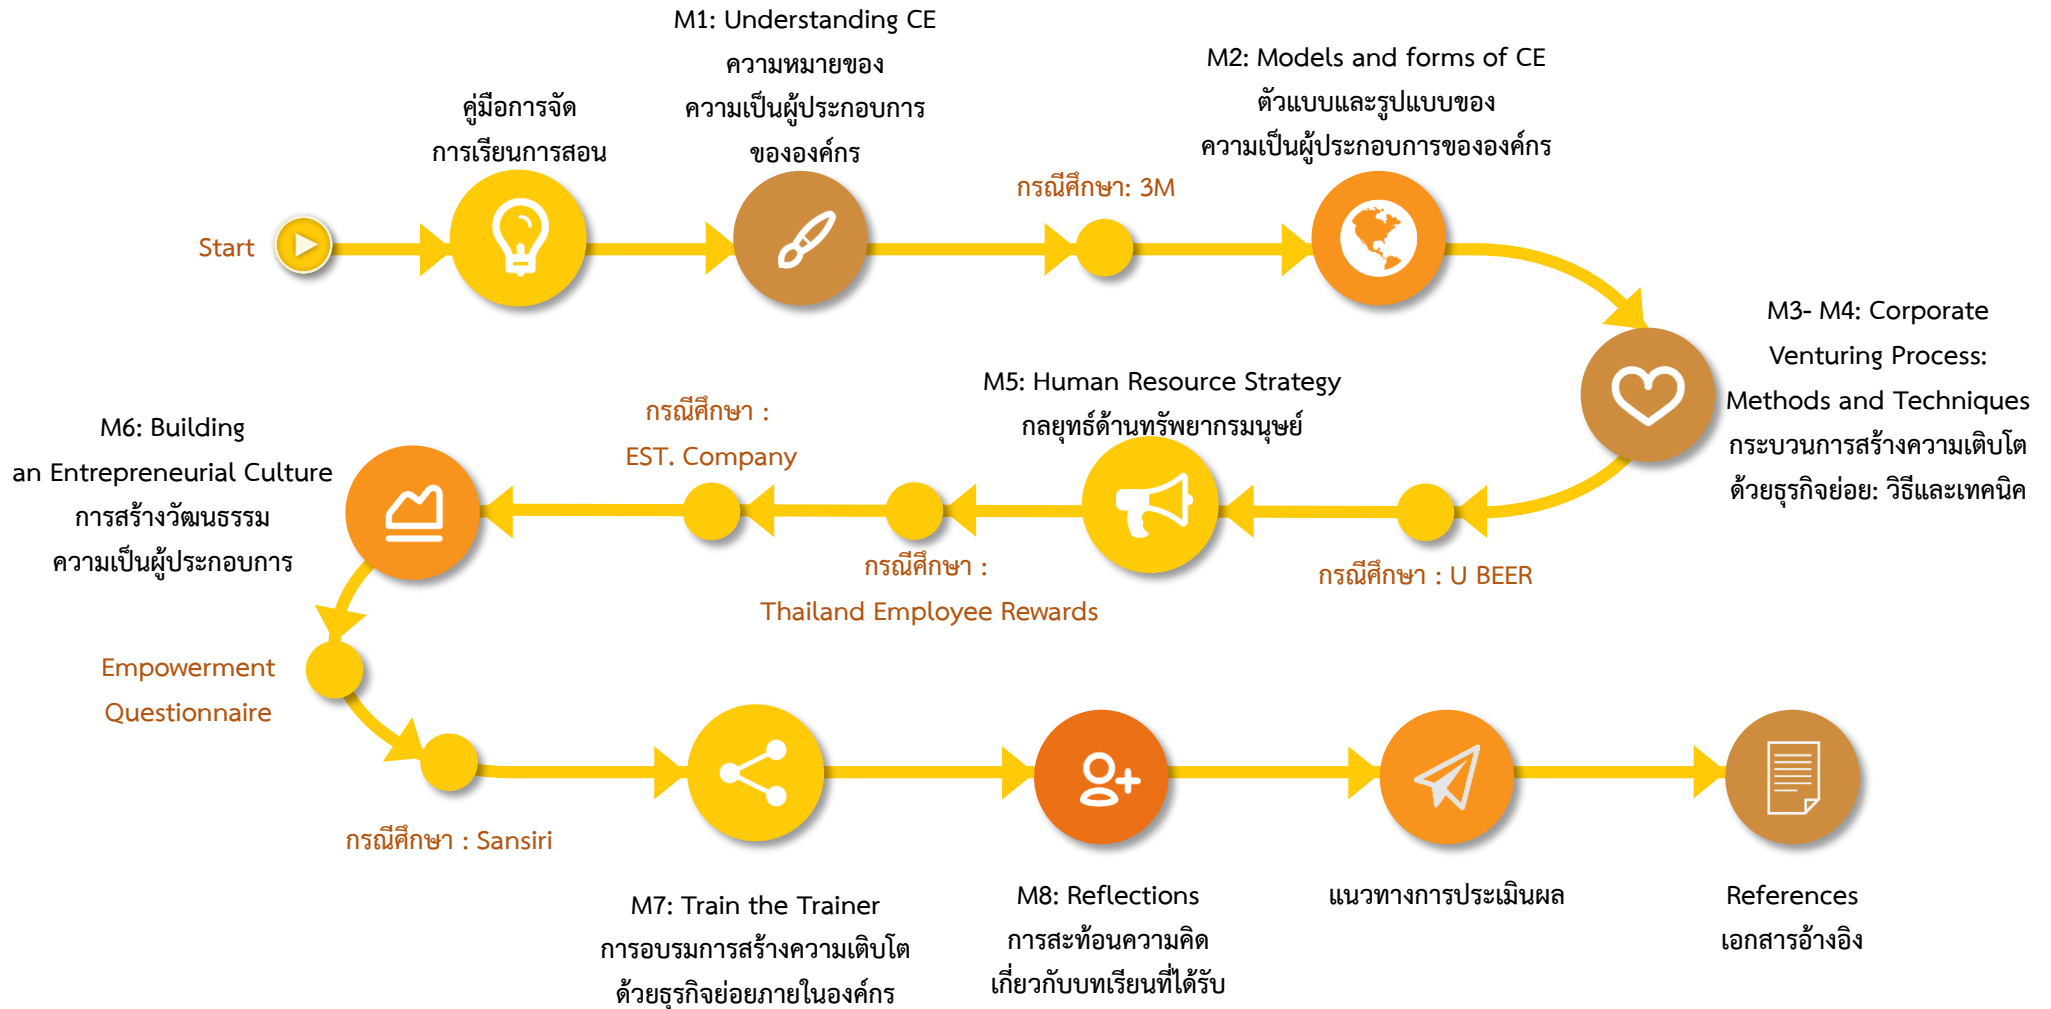 Start
คู่มือการจัด
การเรียนการสอน
M1: Understanding CE
ความหมายของ
ความเป็นผู้ประกอบการ
ขององค์กร
กรณีศึกษา: 3M
M2: Models and forms of CE
ตัวแบบและรูปแบบของ
ความเป็นผู้ประกอบการขององค์กร
M3- M4: Corporate
Venturing Process:
Methods and Techniques
กระบวนการสร้างความเติบโต
ด้วยธุรกิจย่อย: วิธีและเทคนิค
กรณีศึกษา : U BEER
M5: Human Resource Strategy
กลยุทธ์ด้านทรัพยากรมนุษย์
กรณีศึกษา :
Thailand Employee Rewards
กรณีศึกษา :
EST. Company
M6: Building
an Entrepreneurial Culture
การสร้างวัฒนธรรม
ความเป็นผู้ประกอบการ
Empowerment
Questionnaire
กรณีศึกษา : Sansiri
M7: Train the Trainer
การอบรมการสร้างความเติบโต
ด้วยธุรกิจย่อยภายในองค์กร
M8: Reflections
การสะท้อนความคิด
เกี่ยวกับบทเรียนที่ได้รับ
แนวทางการประเมินผล
References
เอกสารอ้างอิง